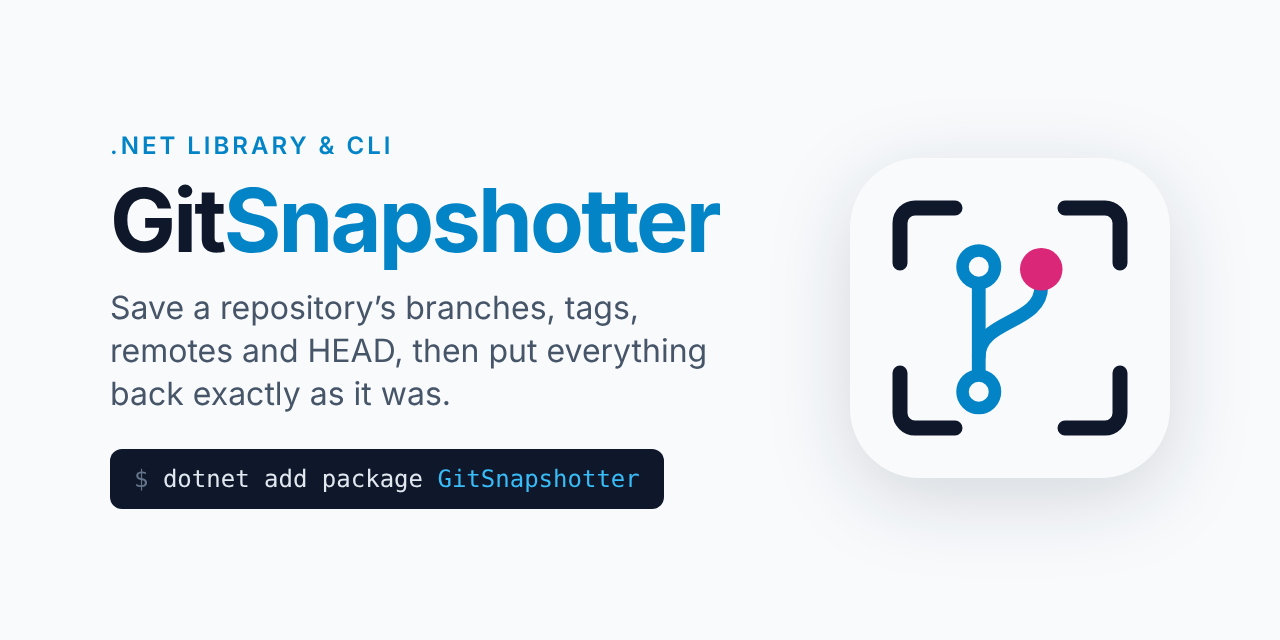 .NET LIBRARY & CLI
GitSnapshotter
Save a repository’s branches, tags,
remotes and HEAD, then put everything
back exactly as it was.
$ dotnet add package GitSnapshotter